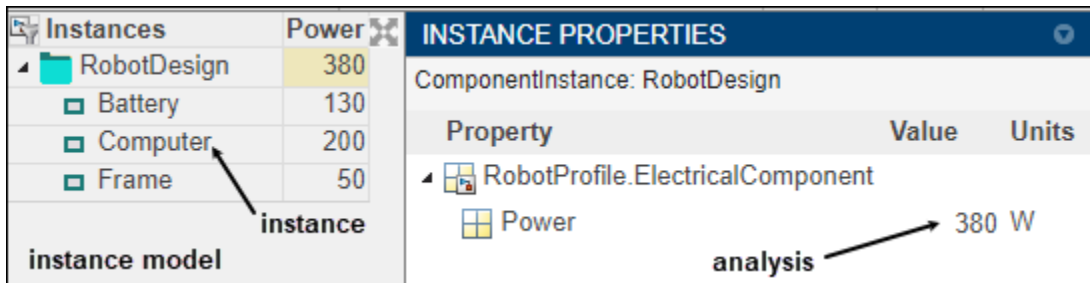 Instances Power
RobotDesign 380
Battery 130
Computer 200
Frame 50
instance
instance model
INSTANCE PROPERTIES
ComponentInstance: RobotDesign
Property Value Units
RobotProfile.ElectricalComponent
Power 380 W
analysis